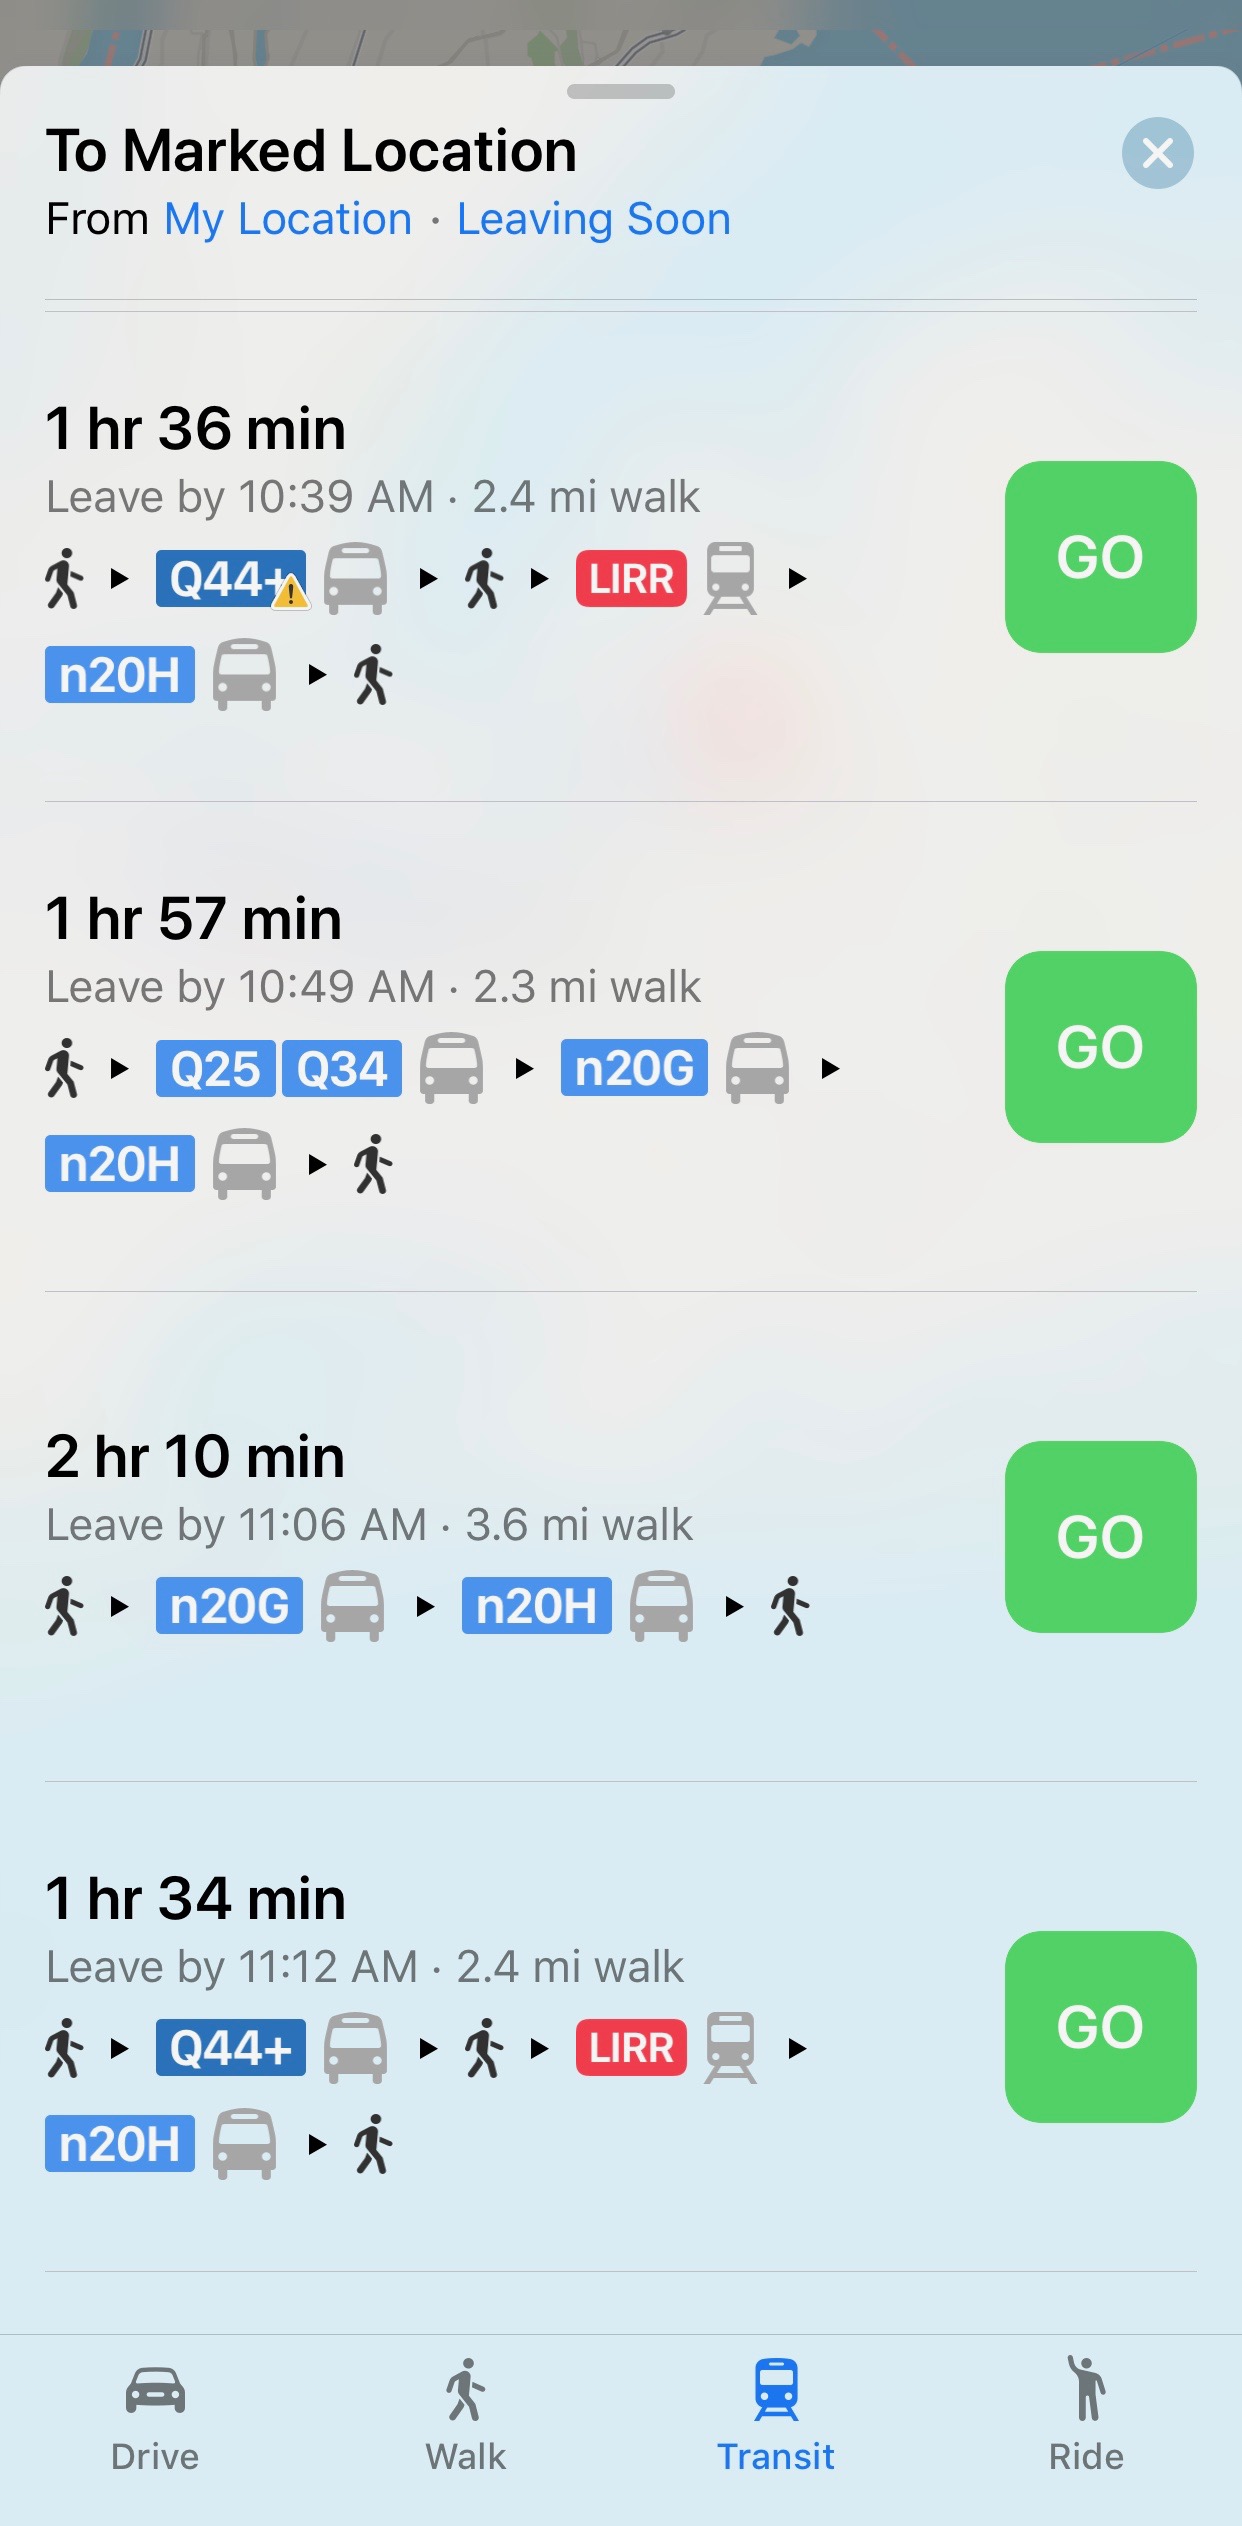 To Marked Location
From My Location · Leaving Soon
1 hr 36 min
Leave by 10:39 AM · 2.4 mi walk
Q44+ LIRR
n20H
GO
1 hr 57 min
Leave by 10:49 AM · 2.3 mi walk
Q25 Q34 n20G
n20H
GO
2 hr 10 min
Leave by 11:06 AM · 3.6 mi walk
n20G n20H
GO
1 hr 34 min
Leave by 11:12 AM · 2.4 mi walk
Q44+ LIRR
n20H
GO
Drive Walk Transit Ride